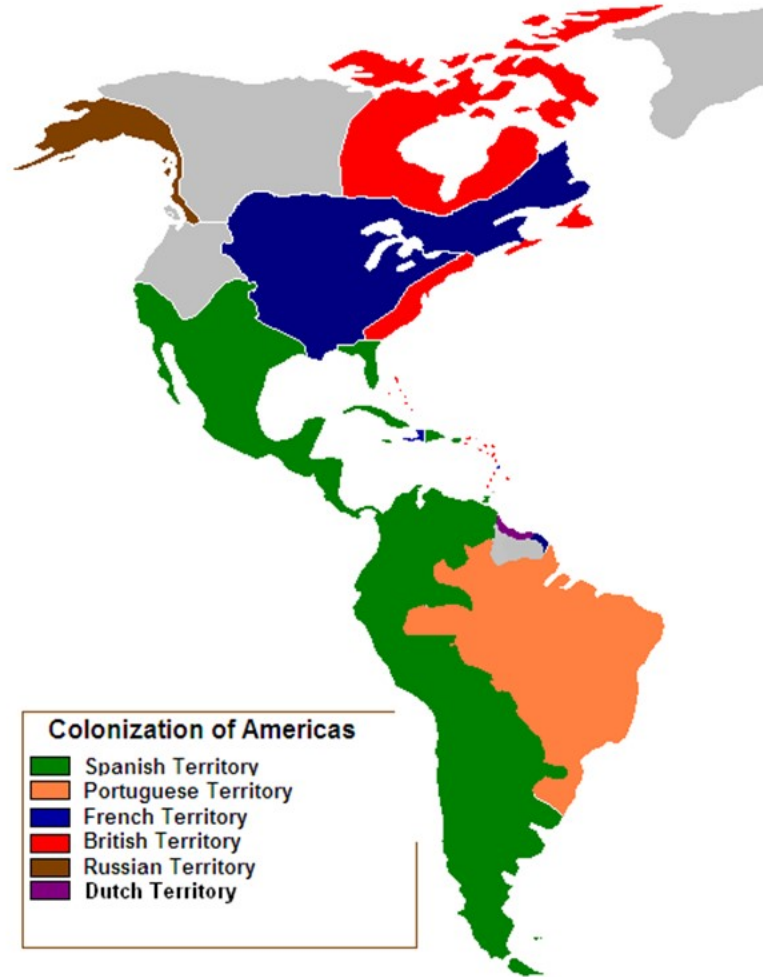 Colonization of Americas
Spanish Territory
Portuguese Territory
French Territory
British Territory
Russian Territory
Dutch Territory